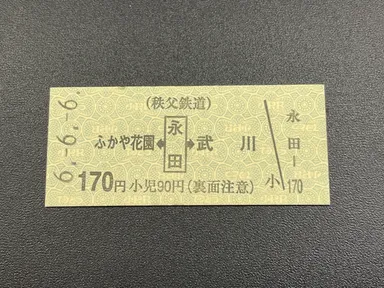 6.-6.-6.
(秩父鉄道)
ふかや花園⬅永田➡武川
170円 小児90円(裏面注意)
永田━170
小